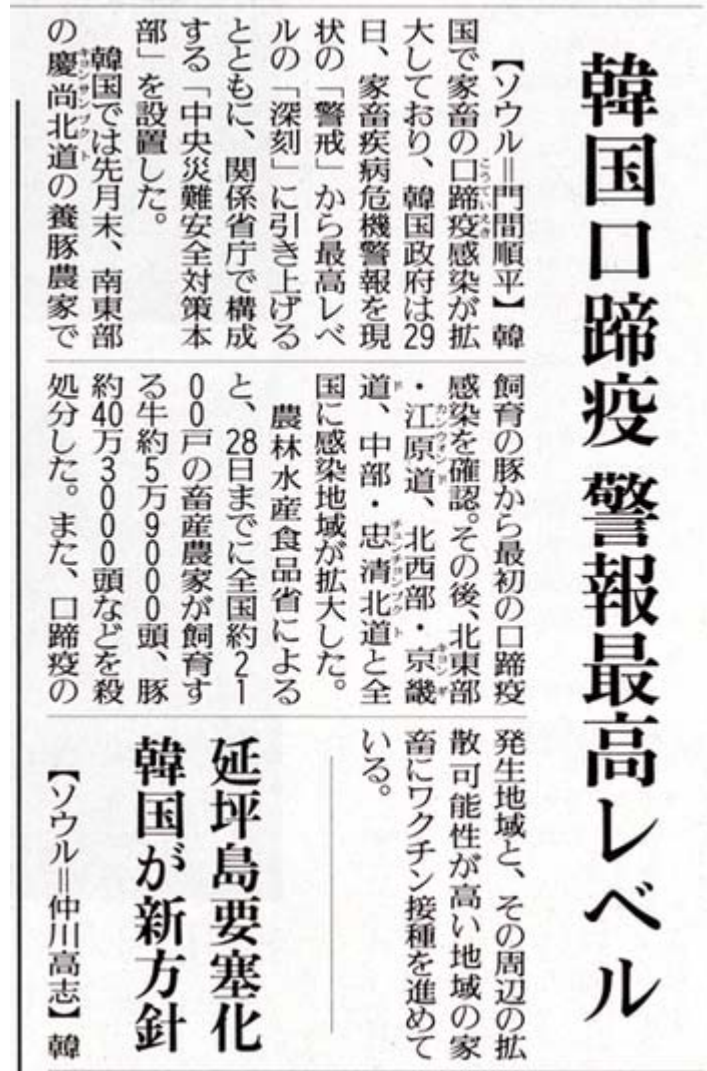 韓国口蹄疫 警報最高レベル
【ソウル＝門間順平】韓
国で家畜の口蹄疫感染が拡
大しており、韓国政府は29
日、家畜疾病危機警報を現
状の「警戒」から最高レベ
ルの「深刻」に引き上げる
とともに、関係省庁で構成
する「中央災難安全対策本
部」を設置した。
韓国では先月末、南東部
の慶尚北道の養豚農家で
飼育の豚から最初の口蹄疫
感染を確認。その後、北東部
・江原道、北西部・京畿
道、中部・忠清北道と全
国に感染地域が拡大した。
農林水産食品省による
と、28日までに全国約21
00戸の畜産農家が飼育す
る牛約5万9000頭、豚
約40万3000頭などを殺
処分した。また、口蹄疫の
発生地域と、その周辺の拡
散可能性が高い地域の家
畜にワクチン接種を進めて
いる。
延坪島要塞化
韓国が新方針
【ソウル＝仲川高志】韓